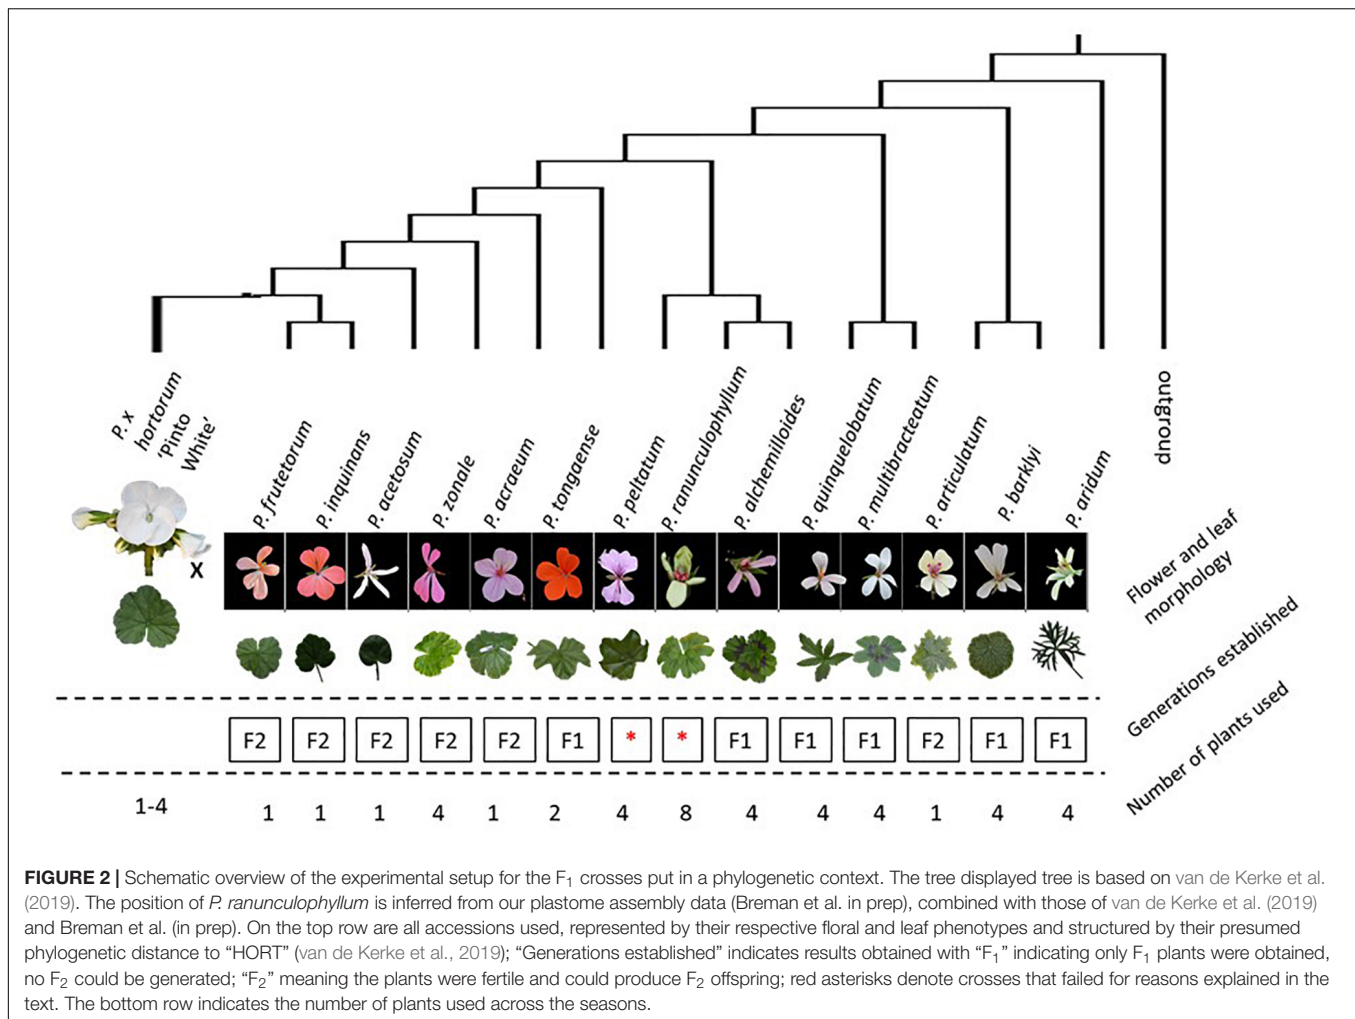 P. x
hortorum
'Pinto
White'
P. frutetorum
P. inquinans
P. acetosum
P. zonale
P. acraeum
P. tongaense
P. peltatum
P. ranunculophyllum
P. alchemilloides
P. quinquelobatum
P. multibracteatum
P. articulatum
P. barklyi
P. aridum
outgroup
X
Flower and leaf
morphology
F2 F2 F2 F2 F2 F1 * * F1 F1 F1 F2 F1 F1
Generations established
1-4 1 1 1 4 1 2 4 8 4 4 4 1 4 4
Number of plants used
FIGURE 2 | Schematic overview of the experimental setup for the F1 crosses put in a phylogenetic context. The tree displayed tree is based on van de Kerke et al.
(2019). The position of P. ranunculophyllum is inferred from our plastome assembly data (Breman et al. in prep), combined with those of van de Kerke et al. (2019)
and Breman et al. (in prep). On the top row are all accessions used, represented by their respective floral and leaf phenotypes and structured by their presumed
phylogenetic distance to “HORT” (van de Kerke et al., 2019); “Generations established” indicates results obtained with “F1” indicating only F1 plants were obtained,
no F2 could be generated; “F2” meaning the plants were fertile and could produce F2 offspring; red asterisks denote crosses that failed for reasons explained in the
text. The bottom row indicates the number of plants used across the seasons.